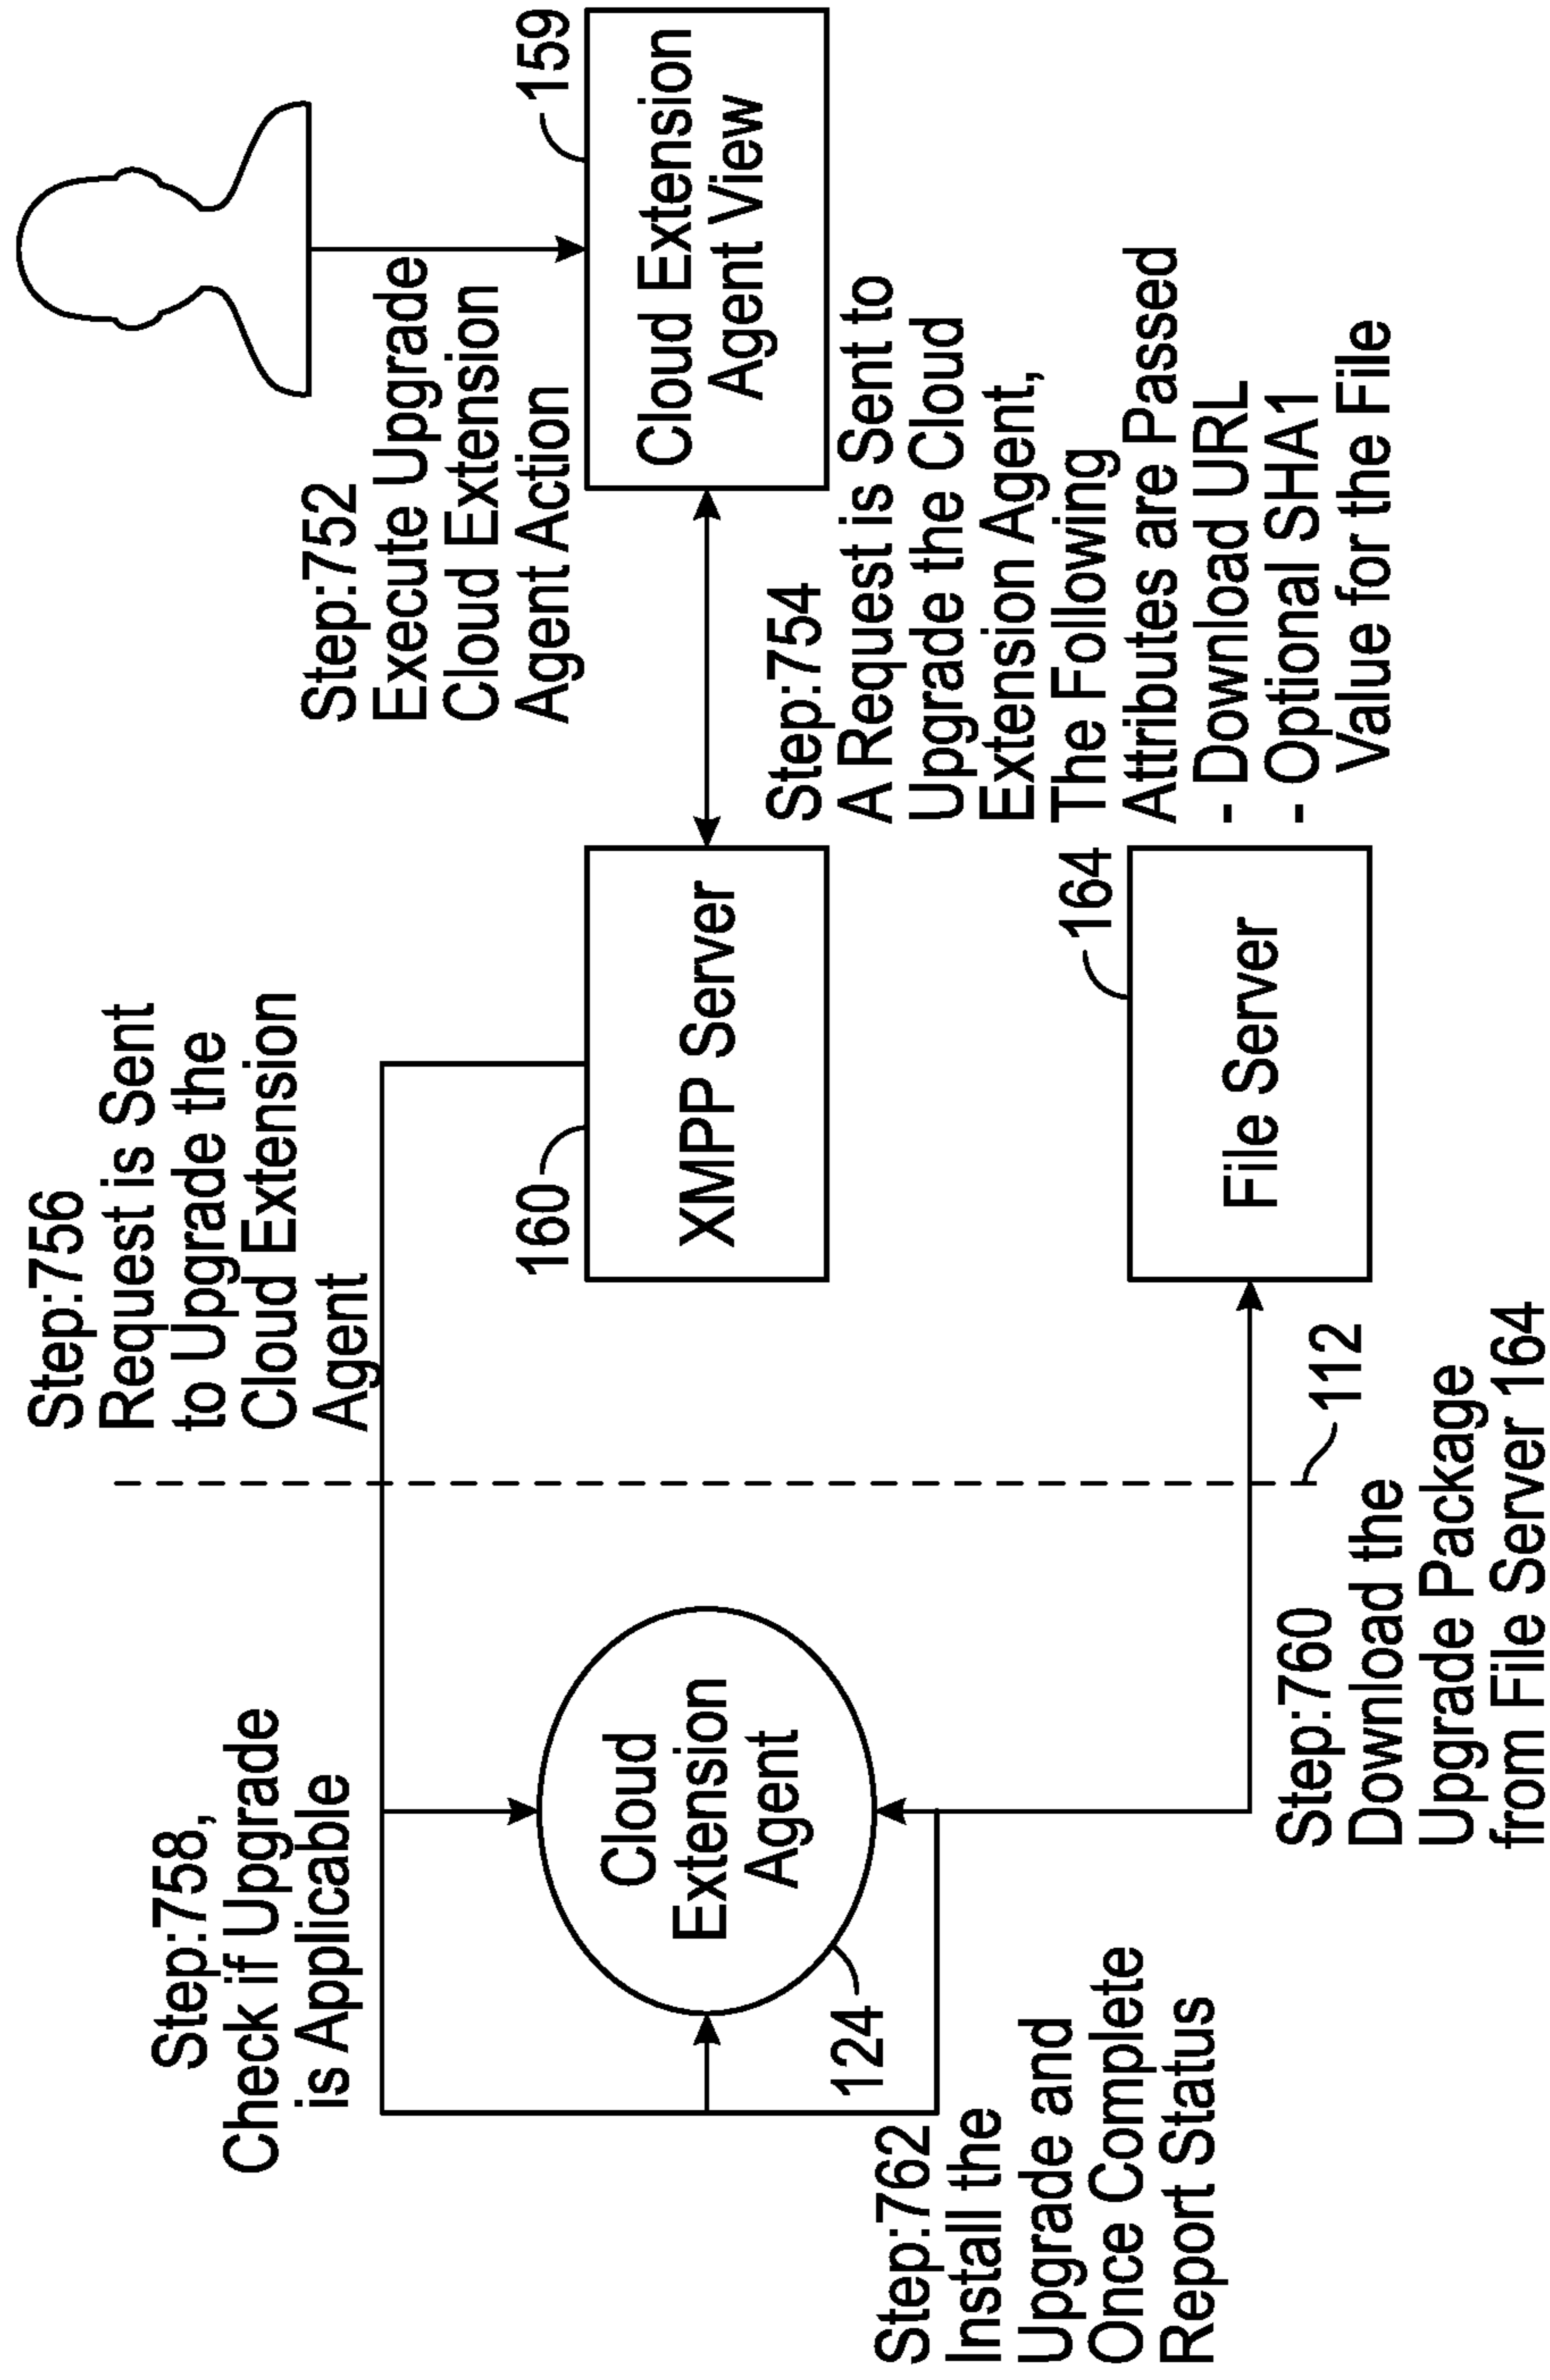 Step:756
Request is Sent
to Upgrade the
Cloud Extension
Agent
Step:758,
Check if Upgrade
is Applicable
Step:752
Execute Upgrade
Cloud Extension
Agent Action
160
159
Cloud
Extension
Agent
XMPP Server
Cloud Extension
Agent View
124
Step:762
Install the
Upgrade and
Once Complete
Report Status
Step:754
A Request is Sent to
Upgrade the Cloud
Extension Agent,
The Following
Attributes are Passed
- Download URL
- Optional SHA1
Value for the File
164
File Server
112
Step:760
Download the
Upgrade Package
from File Server 164